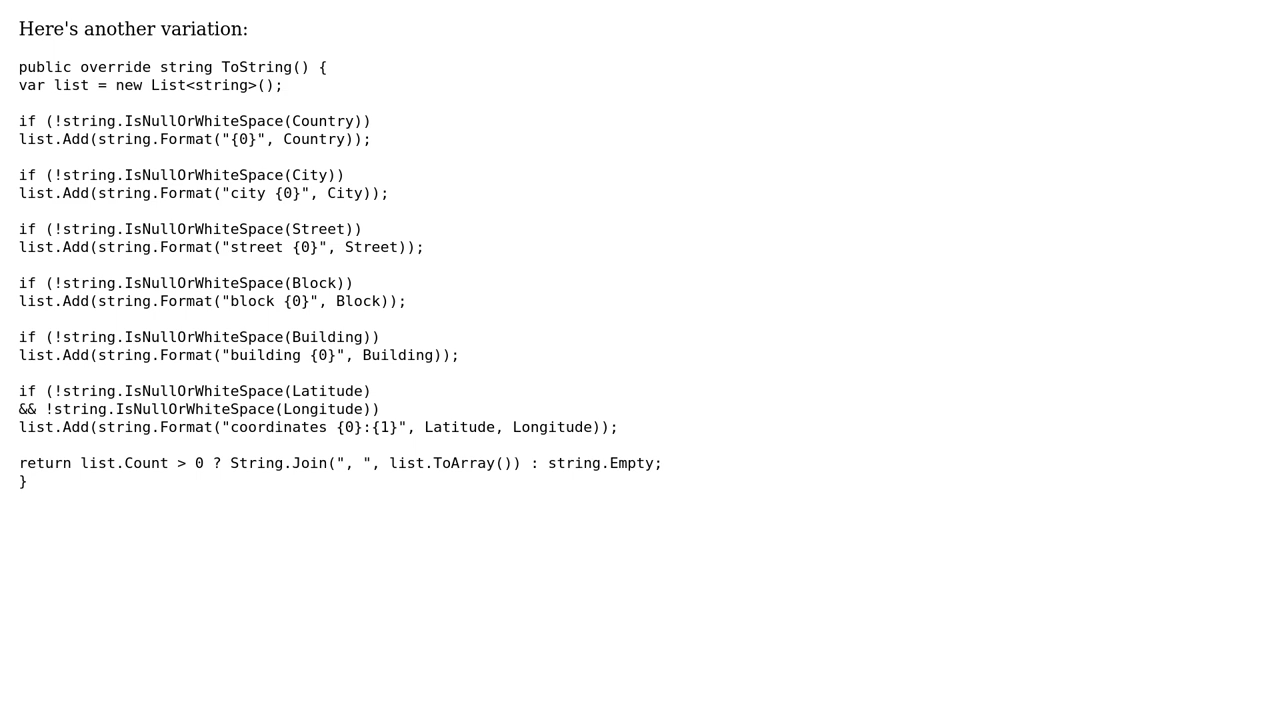 Here's another variation:
public override string ToString() {
var list = new List<string>();
if (!string.IsNullOrWhiteSpace(Country))
list.Add(string.Format("{0}", Country));
if (!string.IsNullOrWhiteSpace(City))
list.Add(string.Format("city {0}", City));
if (!string.IsNullOrWhiteSpace(Street))
list.Add(string.Format("street {0}", Street));
if (!string.IsNullOrWhiteSpace(Block))
list.Add(string.Format("block {0}", Block));
if (!string.IsNullOrWhiteSpace(Building))
list.Add(string.Format("building {0}", Building));
if (!string.IsNullOrWhiteSpace(Latitude)
&& !string.IsNullOrWhiteSpace(Longitude))
list.Add(string.Format("coordinates {0}:{1}", Latitude, Longitude));
return list.Count > 0 ? String.Join(", ", list.ToArray()) : string.Empty;
}